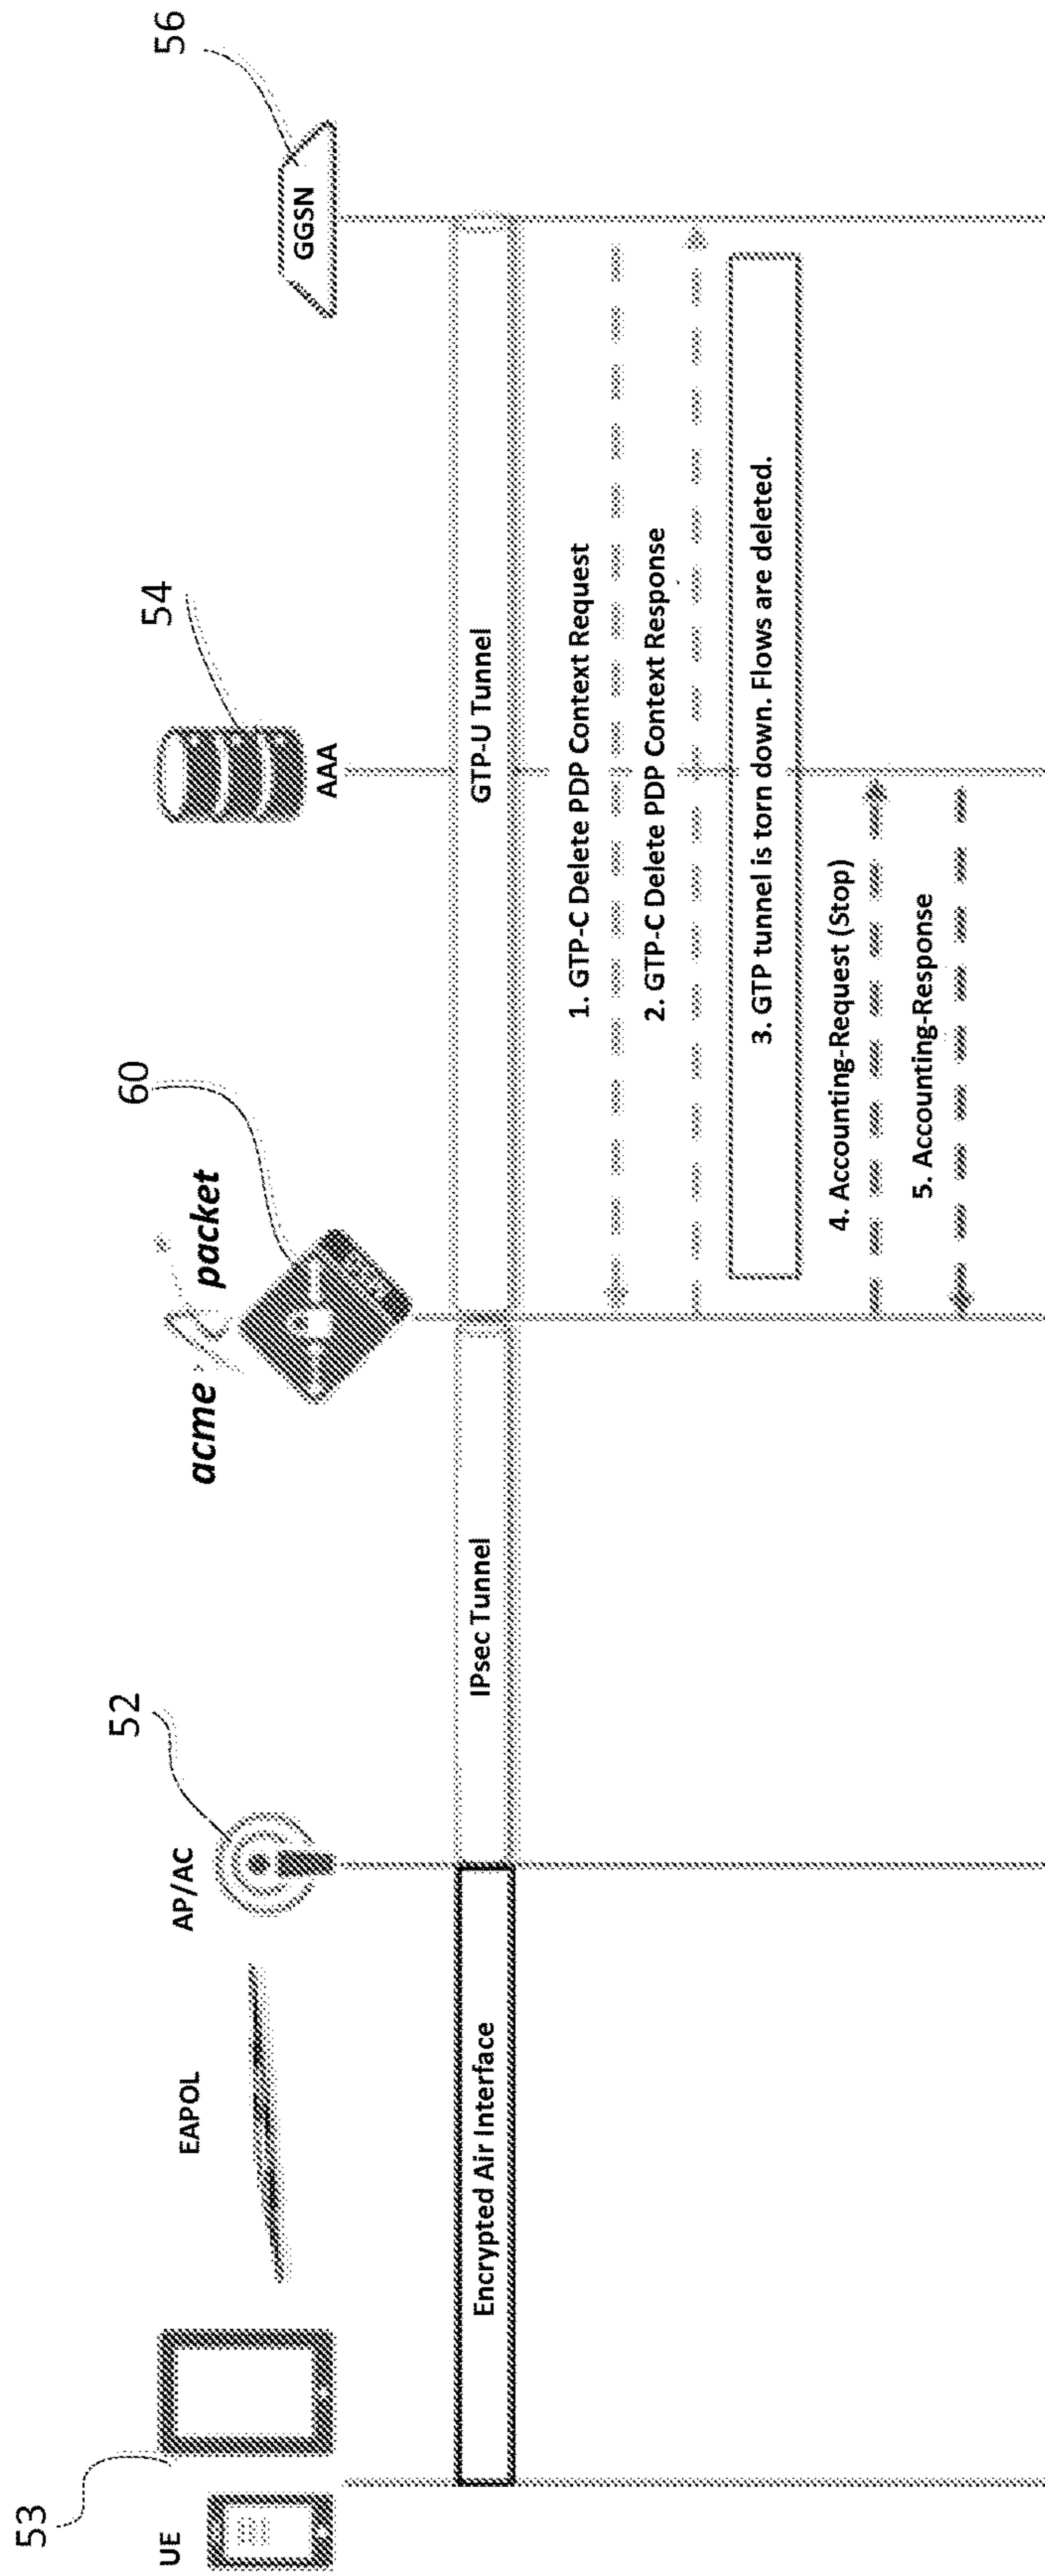 53
52
60
54
56
UE
EAPOL
AP/AC
acme packet
AAA
GGSN
Encrypted Air Interface
IPsec Tunnel
GTP-U Tunnel
1. GTP-C Delete PDP Context Request
2. GTP-C Delete PDP Context Response
3. GTP tunnel is torn down. Flows are deleted.
4. Accounting-Request (Stop)
5. Accounting-Response